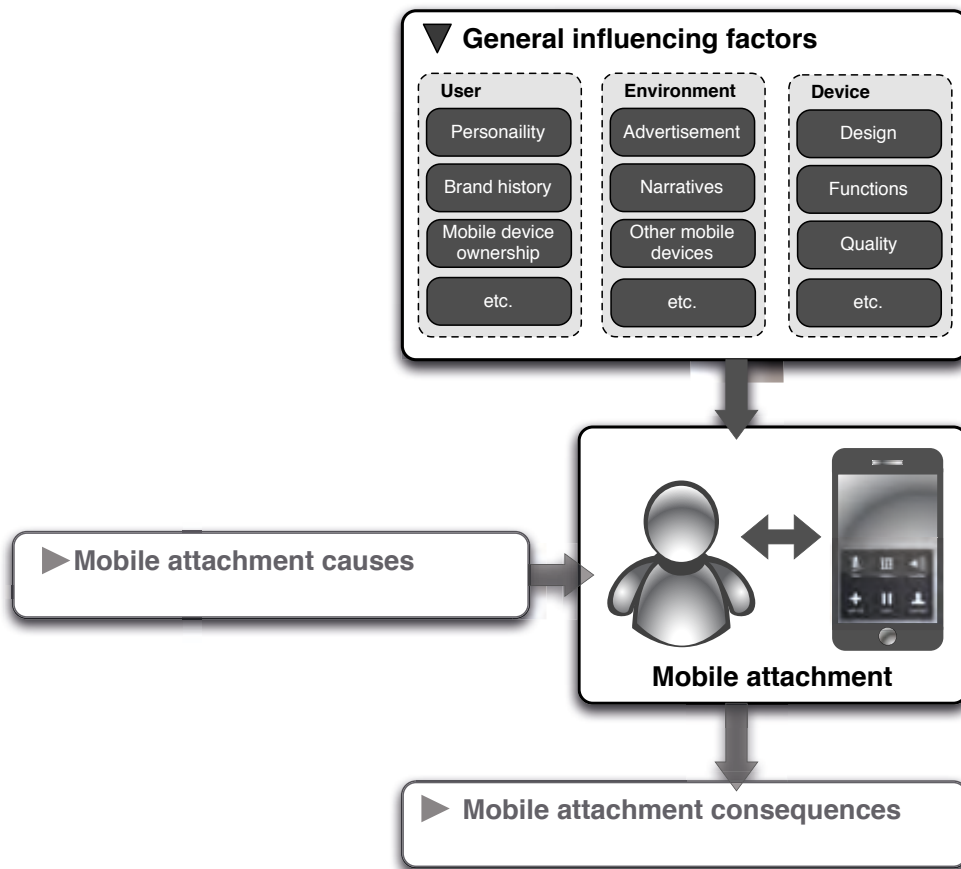 General influencing factors
User
Personaility
Brand history
Mobile device
ownership
etc.
Environment
Advertisement
Narratives
Other mobile
devices
etc.
Device
Design
Functions
Quality
etc.
Mobile attachment causes
Mobile attachment
Mobile attachment consequences